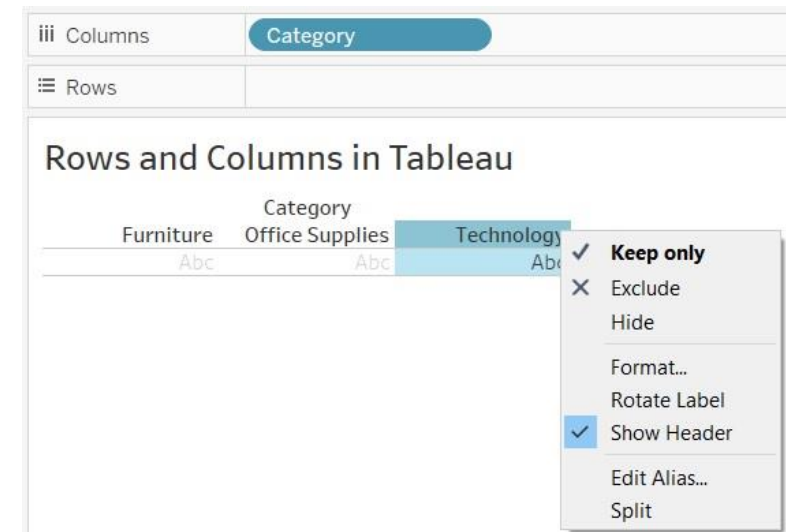 Columns Category
Rows
Rows and Columns in Tableau
Category
Furniture Office Supplies Technology
Abc Abc Abc
Keep only
Exclude
Hide
Format...
Rotate Label
Show Header
Edit Alias...
Split